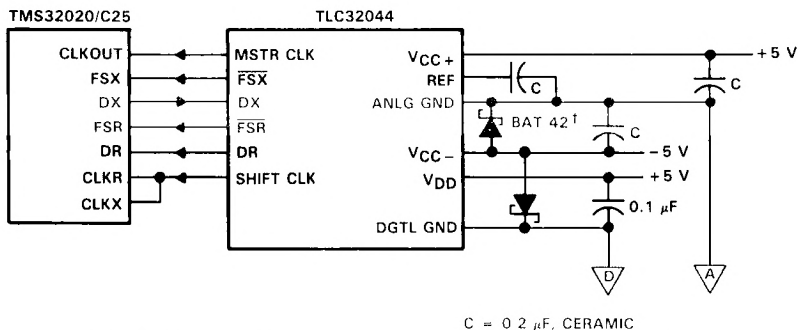 TMS32020/C25
TLC32044
CLKOUT
MSTR CLK
VCC+
+5 V
FSX
FSX
REF
C
C
DX
DX
ANLG GND
FSR
FSR
BAT 42†
C
DR
DR
VCC-
-5 V
CLKR
SHIFT CLK
VDD
+5 V
CLKX
0.1 µF
DGTL GND
D
A
C = 0 2 µF, CERAMIC